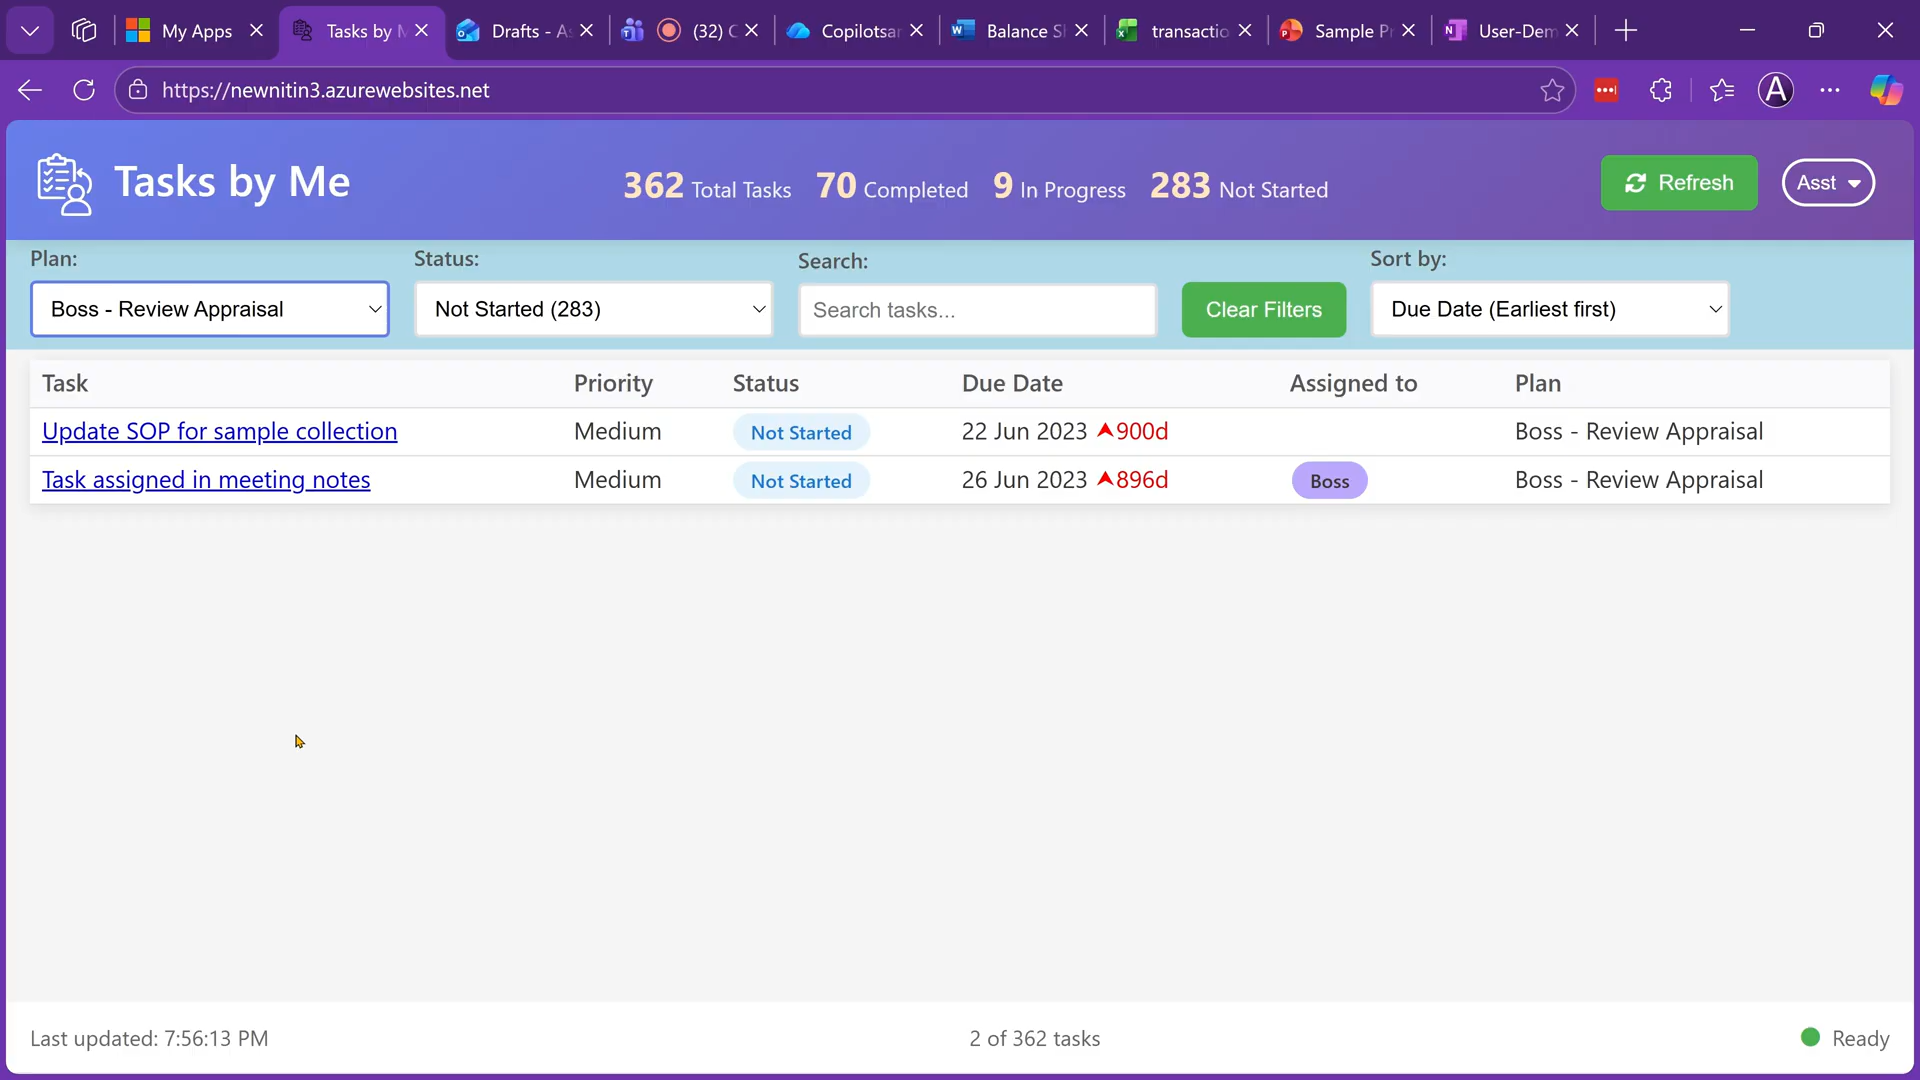 My Apps
Tasks by M
Drafts - As
(32) C
Copilotsar
Balance Sh
transactio
Sample Pr
User-Dem
https://newnitin3.azurewebsites.net
A
Tasks by Me
362 Total Tasks 70 Completed 9 In Progress 283 Not Started
Refresh
Asst
Plan: Status: Search: Sort by:
Boss - Review Appraisal Not Started (283) Search tasks... Clear Filters Due Date (Earliest first)
Task Priority Status Due Date Assigned to Plan
Update SOP for sample collection Medium Not Started 22 Jun 2023 900d Boss - Review Appraisal
Task assigned in meeting notes Medium Not Started 26 Jun 2023 896d Boss Boss - Review Appraisal
Last updated: 7:56:13 PM 2 of 362 tasks Ready